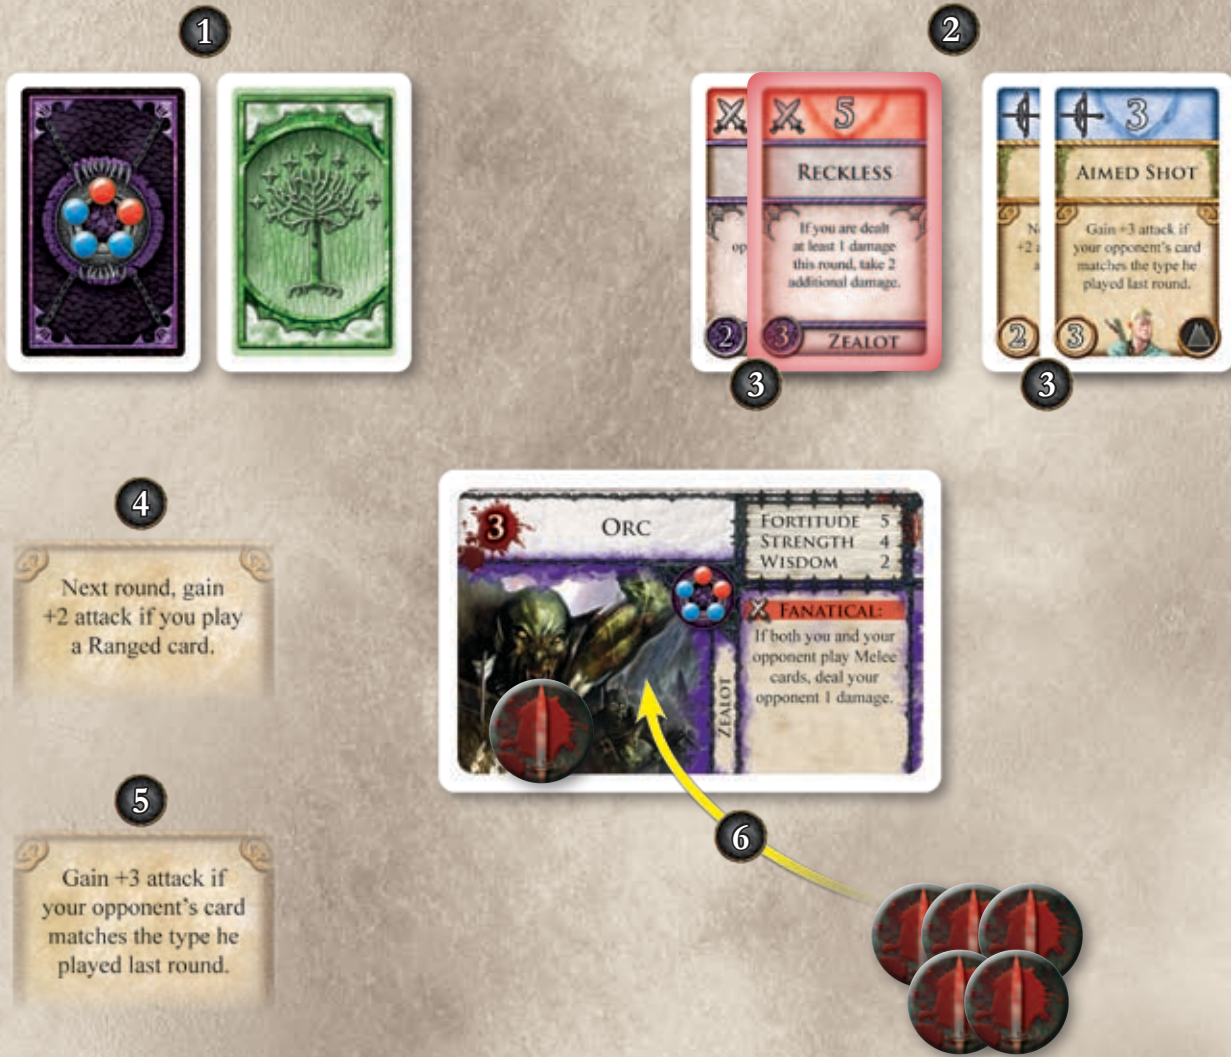 1
2
5
RECKLESS
If you are dealt
at least 1 damage
this round, take 2
additional damage.
2
3
ZEALOT
3
AIMED SHOT
Gain +3 attack if
your opponent's card
matches the type he
played last round.
2
3
3
3
4
Next round, gain
+2 attack if you play
a Ranged card.
3
ORC
FORTITUDE 5
STRENGTH 4
WISDOM 2
FANATICAL:
If both you and your
opponent play Melee
cards, deal your
opponent 1 damage.
ZEALOT
5
Gain +3 attack if
your opponent's card
matches the type he
played last round.
6